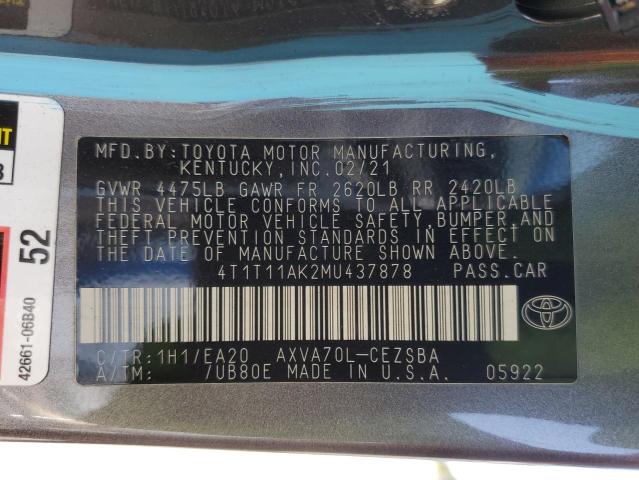 MFD.BY:TOYOTA MOTOR MANUFACTURING,
KENTUCKY, INC.02/21
GVWR 4475LB GAWR FR 2620LB RR 2420LB
THIS VEHICLE CONFORMS TO ALL APPLICABLE
FEDERAL MOTOR VEHICLE SAFETY, BUMPER,AND
THEFT PREVENTION STANDARDS IN EFFECT ON
THE DATE OF MANUFACTURE SHOWN ABOVE.
4T1T11AK2MU437878 PASS.CAR
C/TR:1H1/EA20 AXVA70L-CEZSBA
A/TM: /UB80E MADE IN U.S.A. 05922
TOYOTA
52
42661-06B40